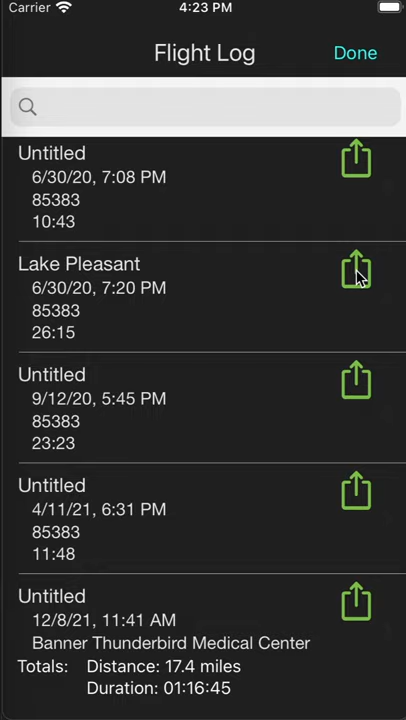 Carrier 4:23 PM
Flight Log Done
Untitled
6/30/20, 7:08 PM
85383
10:43
Lake Pleasant
6/30/20, 7:20 PM
85383
26:15
Untitled
9/12/20, 5:45 PM
85383
23:23
Untitled
4/11/21, 6:31 PM
85383
11:48
Untitled
12/8/21, 11:41 AM
Banner Thunderbird Medical Center
Totals: Distance: 17.4 miles
Duration: 01:16:45